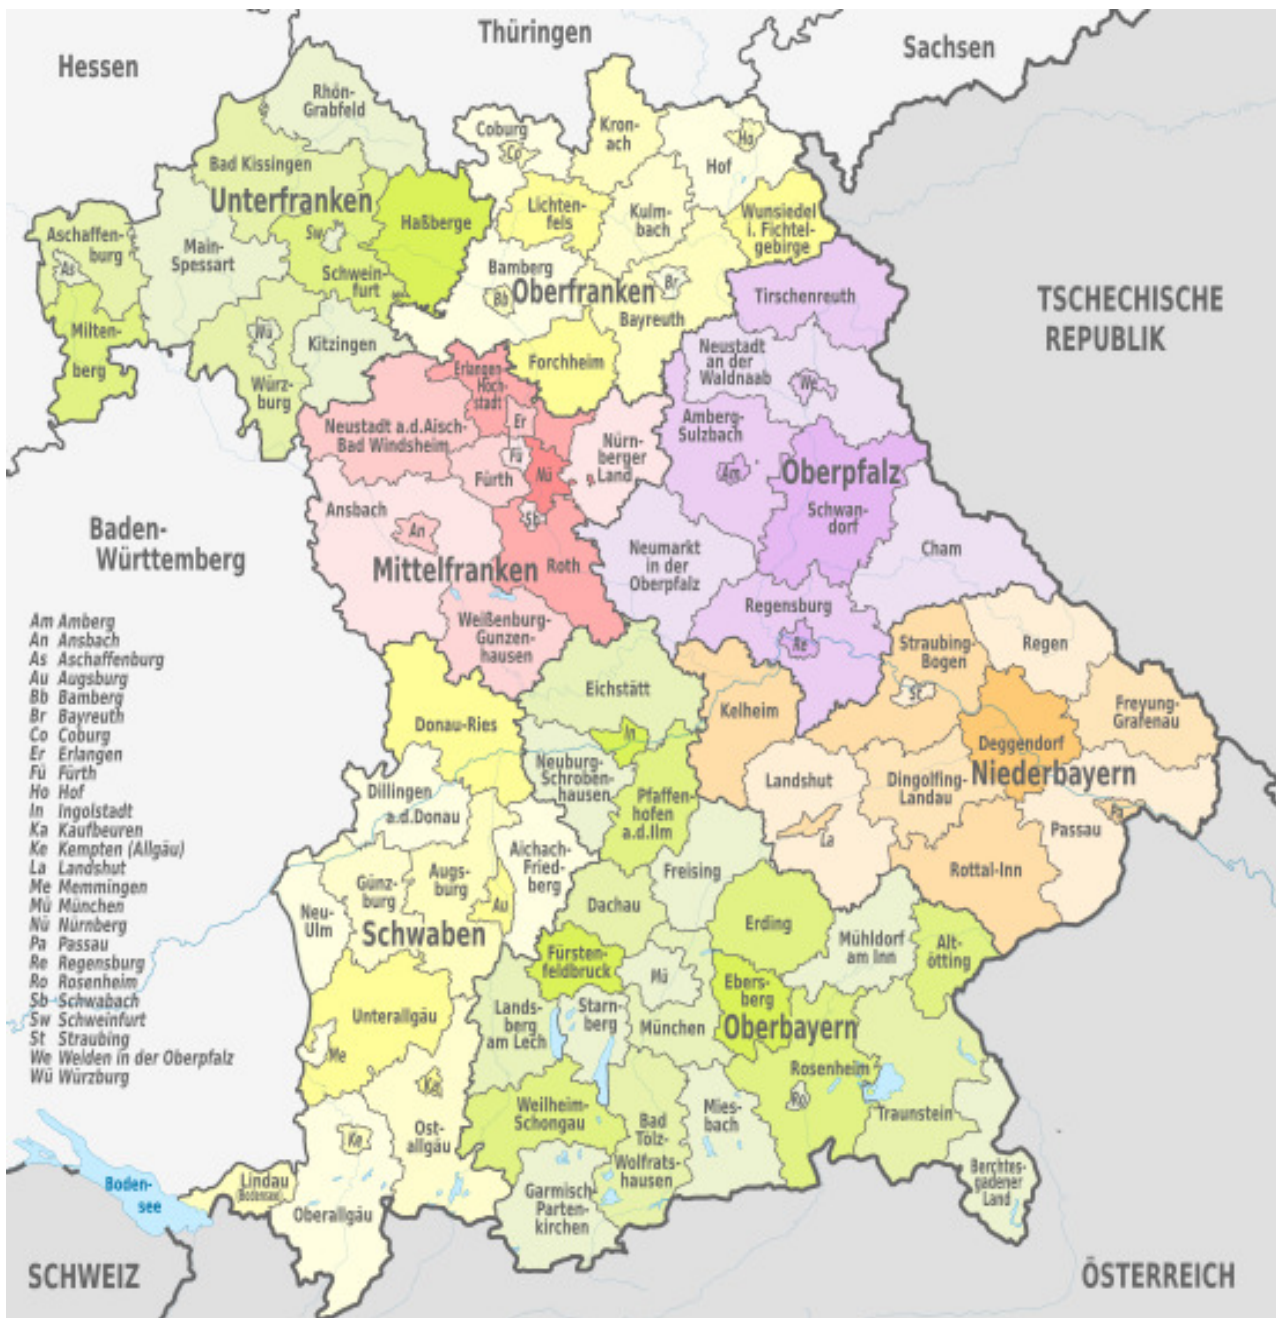 Thüringen
Sachsen
Hessen
Rhön-
Grabfeld
Coburg
Co
Kron-
ach
Ho
Hof
Bad Kissingen
Unterfranken
Haßberge
Lichten-
fels
Kulm-
bach
Wunsiedel
i. Fichtel-
gebirge
Aschaffen-
burg
As
Main-
Spessart
Sw
Schwein-
furt
Bamberg
Bb
Oberfranken
Br
Bayreuth
Tirschenreuth
TSCHECHISCHE
REPUBLIK
Milten-
berg
Wü
Kitzingen
Würz-
burg
Erlangen-
Höch-
stadt
Forchheim
Neustadt
an der
Waldnaab
We
Neustadt a.d.Aisch-
Bad Windsheim
Er
Fü
Fürth
Nü
Nürn-
berger
Land
Amberg-
Sulzbach
Am
Oberpfalz
Schwan-
dorf
Ansbach
An
Sb
Mittelfranken
Roth
Neumarkt
in der
Oberpfalz
Cham
Baden-
Württemberg
Weißenburg-
Gunzen-
hausen
Regensburg
Re
Straubing-
Bogen
St
Regen
Am Amberg
An Ansbach
As Aschaffenburg
Au Augsburg
Bb Bamberg
Br Bayreuth
Co Coburg
Er Erlangen
Fü Fürth
Ho Hof
In Ingolstadt
Ka Kaufbeuren
Ke Kempten (Allgäu)
La Landshut
Me Memmingen
Mü München
Nü Nürnberg
Pa Passau
Re Regensburg
Ro Rosenheim
Sb Schwabach
Sw Schweinfurt
St Straubing
We Weiden in der Oberpfalz
Wü Würzburg
Eichstätt
In
Kelheim
Donau-Ries
Neuburg-
Schroben-
hausen
Pfaffen-
hofen
a.d.Ilm
Landshut
La
Dingolfing-
Landau
Deggendorf
Niederbayern
Freyung-
Grafenau
Pa
Passau
Rottal-Inn
Dillingen
a.d.Donau
Aichach-
Fried-
berg
Günz-
burg
Augs-
burg
Au
Neu-
Ulm
Schwaben
Freising
Dachau
Erding
Mühldorf
am Inn
Alt-
ötting
Fürsten-
feldbruck
Mü
München
Ebers-
berg
Oberbayern
Unterallgäu
Me
Lands-
berg
am Lech
Starn-
berg
Rosenheim
Ro
Traunstein
Ka
Ost-
allgäu
Weilheim-
Schongau
Bad
Tölz-
Wolfrats-
hausen
Mies-
bach
Ke
Berchtes-
gadener
Land
Boden-
see
Lindau
(Bodensee)
Oberallgäu
Garmisch-
Parten-
kirchen
SCHWEIZ
ÖSTERREICH